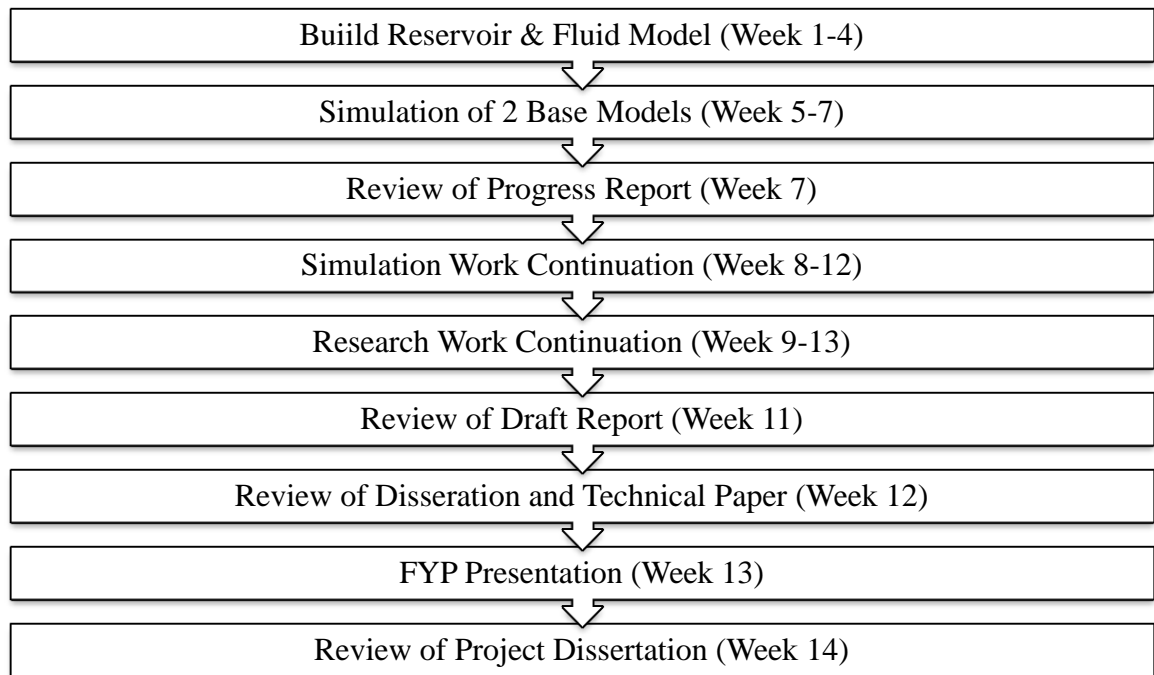 Buiild Reservoir & Fluid Model (Week 1-4)
Simulation of 2 Base Models (Week 5-7)
Review of Progress Report (Week 7)
Simulation Work Continuation (Week 8-12)
Research Work Continuation (Week 9-13)
Review of Draft Report (Week 11)
Review of Disseration and Technical Paper (Week 12)
FYP Presentation (Week 13)
Review of Project Dissertation (Week 14)